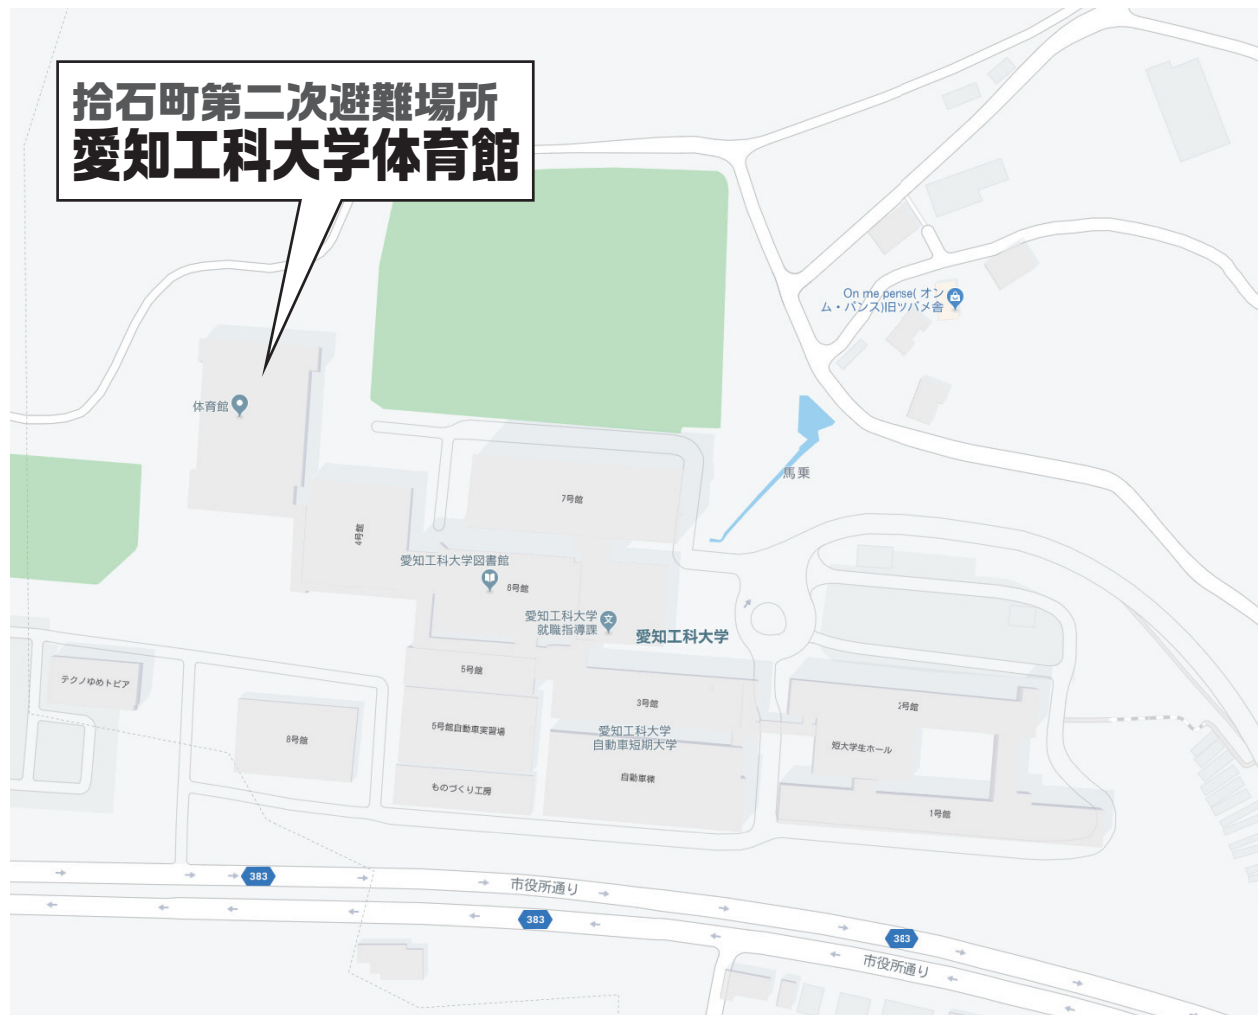 拾石町第二次避難場所
愛知工科大学体育館
On me pense( オン
ム・パンス)旧ツバメ舎
体育館
馬乗
7号館
4号館
愛知工科大学図書館
6号館
愛知工科大学
就職指導課
愛知工科大学
5号館
テクノゆめトピア
3号館
2号館
5号館自動車実習場
愛知工科大学
自動車短期大学
8号館
短大学生ホール
自動車棟
ものづくり工房
1号館
383
市役所通り
383
383
市役所通り